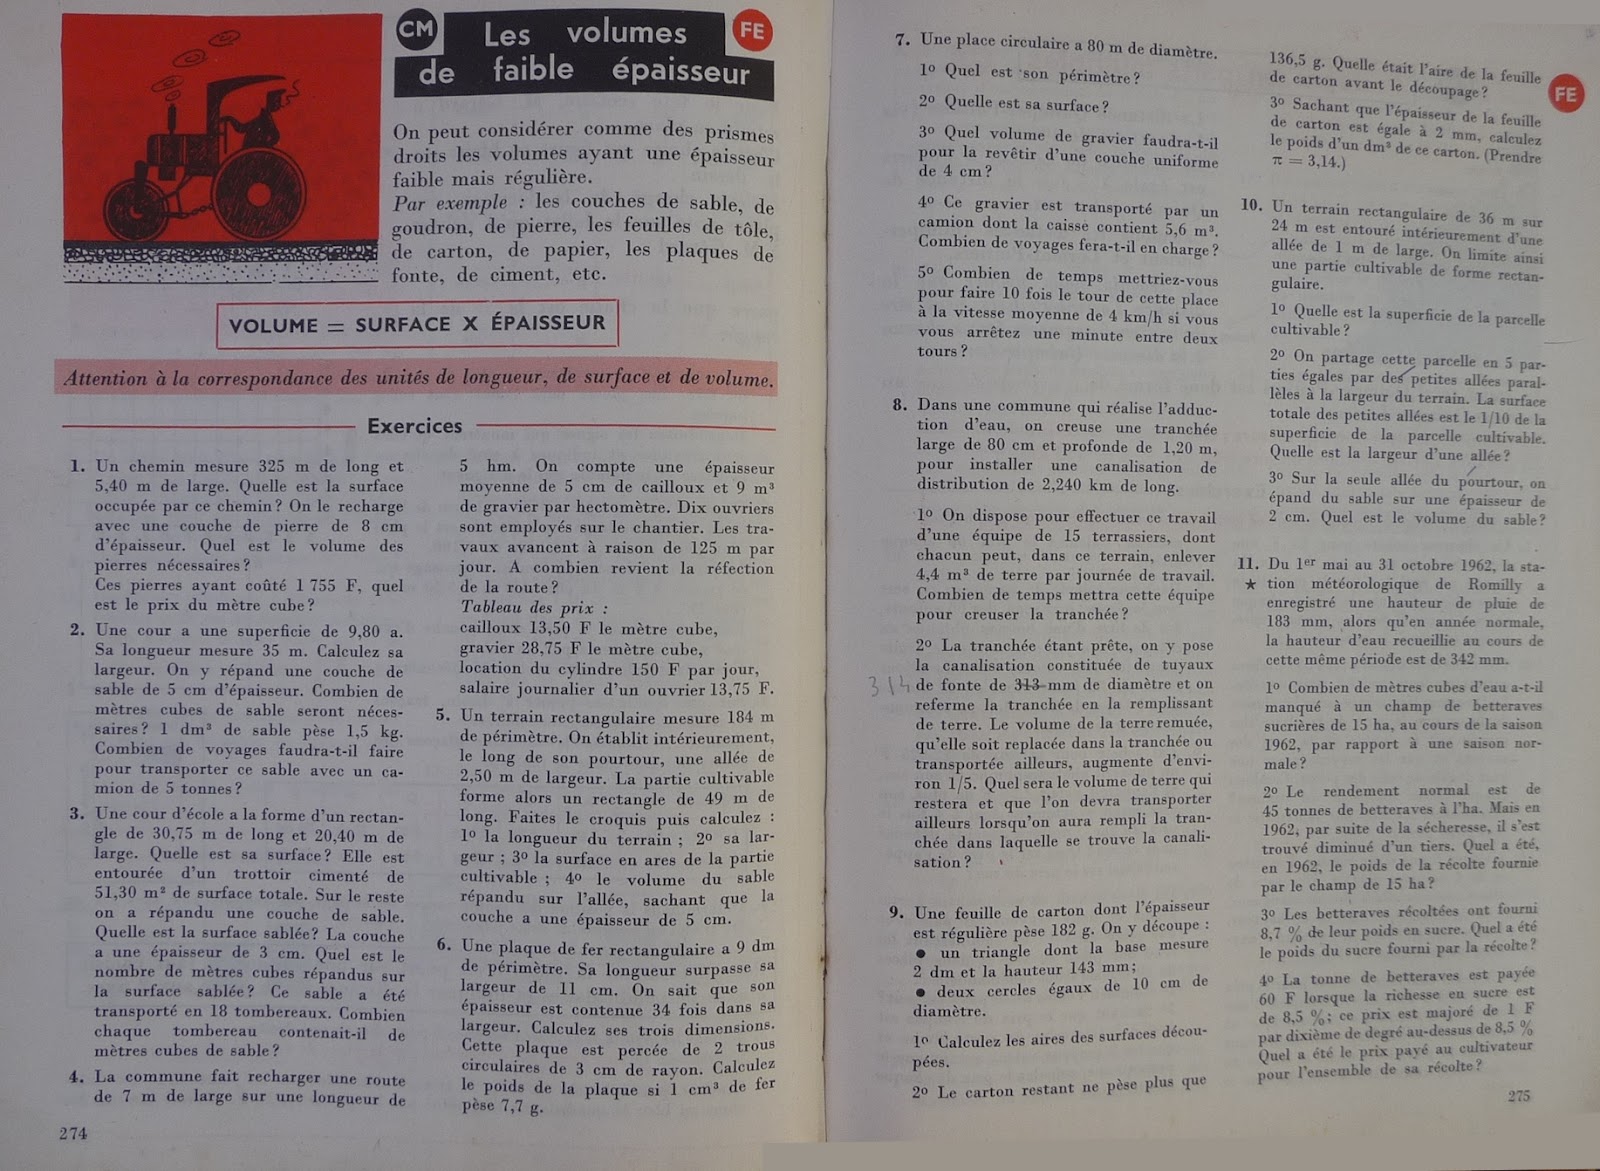 CM
Les volumes
de faible épaisseur
FE
On peut considérer comme des prismes
droits les volumes ayant une épaisseur
faible mais régulière.
Par exemple : les couches de sable, de
goudron, de pierre, les feuilles de tôle,
de carton, de papier, les plaques de
fonte, de ciment, etc.
VOLUME = SURFACE X ÉPAISSEUR
Attention à la correspondance des unités de longueur, de surface et de volume.
Exercices
1. Un chemin mesure 325 m de long et
5,40 m de large. Quelle est la surface
occupée par ce chemin? On le recharge
avec une couche de pierre de 8 cm
d'épaisseur. Quel est le volume des
pierres nécessaires?
Ces pierres ayant coûté 1 755 F, quel
est le prix du mètre cube?
2. Une cour a une superficie de 9,80 a.
Sa longueur mesure 35 m. Calculez sa
largeur. On y répand une couche de
sable de 5 cm d'épaisseur. Combien de
mètres cubes de sable seront néces-
saires? 1 dm³ de sable pèse 1,5 kg.
Combien de voyages faudra-t-il faire
pour transporter ce sable avec un ca-
mion de 5 tonnes?
3. Une cour d'école a la forme d'un rectan-
gle de 30,75 m de long et 20,40 m de
large. Quelle est sa surface? Elle est
entourée d'un trottoir cimenté de
51,30 m² de surface totale. Sur le reste
on a répandu une couche de sable.
Quelle est la surface sablée? La couche
a une épaisseur de 3 cm. Quel est le
nombre de mètres cubes répandus sur
la surface sablée? Ce sable a été
transporté en 18 tombereaux. Combien
chaque tombereau contenait-il de
mètres cubes de sable?
4. La commune fait recharger une route
de 7 m de large sur une longueur de
274
5 hm. On compte une épaisseur
moyenne de 5 cm de cailloux et 9 m³
de gravier par hectomètre. Dix ouvriers
sont employés sur le chantier. Les tra-
vaux avancent à raison de 125 m par
jour. A combien revient la réfection
de la route?
Tableau des prix :
cailloux 13,50 F le mètre cube,
gravier 28,75 F le mètre cube,
location du cylindre 150 F par jour,
salaire journalier d'un ouvrier 13,75 F.
5. Un terrain rectangulaire mesure 184 m
de périmètre. On établit intérieurement,
le long de son pourtour, une allée de
2,50 m de largeur. La partie cultivable
forme alors un rectangle de 49 m de
long. Faites le croquis puis calculez :
1º la longueur du terrain ; 2º sa lar-
geur ; 3º la surface en ares de la partie
cultivable ; 4º le volume du sable
répandu sur l'allée, sachant que la
couche a une épaisseur de 5 cm.
6. Une plaque de fer rectangulaire a 9 dm
de périmètre. Sa longueur surpasse sa
largeur de 11 cm. On sait que son
épaisseur est contenue 34 fois dans sa
largeur. Calculez ses trois dimensions.
Cette plaque est percée de 2 trous
circulaires de 3 cm de rayon. Calculez
le poids de la plaque si 1 cm³ de fer
pèse 7,7 g.
7. Une place circulaire a 80 m de diamètre.
1º Quel est son périmètre?
2º Quelle est sa surface?
3º Quel volume de gravier faudra-t-il
pour la revêtir d'une couche uniforme
de 4 cm?
4º Ce gravier est transporté par un
camion dont la caisse contient 5,6 m³.
Combien de voyages fera-t-il en charge?
5º Combien de temps mettriez-vous
pour faire 10 fois le tour de cette place
à la vitesse moyenne de 4 km/h si vous
vous arrêtez une minute entre deux
tours?
8. Dans une commune qui réalise l'adduc-
tion d'eau, on creuse une tranchée
large de 80 cm et profonde de 1,20 m,
pour installer une canalisation de
distribution de 2,240 km de long.
1º On dispose pour effectuer ce travail
d'une équipe de 15 terrassiers, dont
chacun peut, dans ce terrain, enlever
4,4 m³ de terre par journée de travail.
Combien de temps mettra cette équipe
pour creuser la tranchée?
2º La tranchée étant prête, on y pose
la canalisation constituée de tuyaux
314 de fonte de 313 mm de diamètre et on
referme la tranchée en la remplissant
de terre. Le volume de la terre remuée,
qu'elle soit replacée dans la tranchée ou
transportée ailleurs, augmente d'envi-
ron 1/5. Quel sera le volume de terre qui
restera et que l'on devra transporter
ailleurs lorsqu'on aura rempli la tran-
chée dans laquelle se trouve la canali-
sation?
9. Une feuille de carton dont l'épaisseur
est régulière pèse 182 g. On y découpe :
● un triangle dont la base mesure
2 dm et la hauteur 143 mm;
● deux cercles égaux de 10 cm de
diamètre.
1º Calculez les aires des surfaces décou-
pées.
2º Le carton restant ne pèse plus que
136,5 g. Quelle était l'aire de la feuille
de carton avant le découpage?
FE
3º Sachant que l'épaisseur de la feuille
de carton est égale à 2 mm, calculez
le poids d'un dm³ de ce carton. (Prendre
π = 3,14.)
10. Un terrain rectangulaire de 36 m sur
24 m est entouré intérieurement d'une
allée de 1 m de large. On limite ainsi
une partie cultivable de forme rectan-
gulaire.
1º Quelle est la superficie de la parcelle
cultivable?
2º On partage cette parcelle en 5 par-
ties égales par des petites allées paral-
lèles à la largeur du terrain. La surface
totale des petites allées est le 1/10 de la
superficie de la parcelle cultivable.
Quelle est la largeur d'une allée?
3º Sur la seule allée du pourtour, on
épand du sable sur une épaisseur de
2 cm. Quel est le volume du sable?
11. Du 1er mai au 31 octobre 1962, la sta-
★ tion météorologique de Romilly a
enregistré une hauteur de pluie de
183 mm, alors qu'en année normale,
la hauteur d'eau recueillie au cours de
cette même période est de 342 mm.
1º Combien de mètres cubes d'eau a-t-il
manqué à un champ de betteraves
sucrières de 15 ha, au cours de la saison
1962, par rapport à une saison nor-
male?
2º Le rendement normal est de
45 tonnes de betteraves à l'ha. Mais en
1962, par suite de la sécheresse, il s'est
trouvé diminué d'un tiers. Quel a été,
en 1962, le poids de la récolte fournie
par le champ de 15 ha?
3º Les betteraves récoltées ont fourni
8,7 % de leur poids en sucre. Quel a été
le poids du sucre fourni par la récolte?
4º La tonne de betteraves est payée
60 F lorsque la richesse en sucre est
de 8,5 %; ce prix est majoré de 1 F
par dixième de degré au-dessus de 8,5 %
Quel a été le prix payé au cultivateur
pour l'ensemble de sa récolte?
275